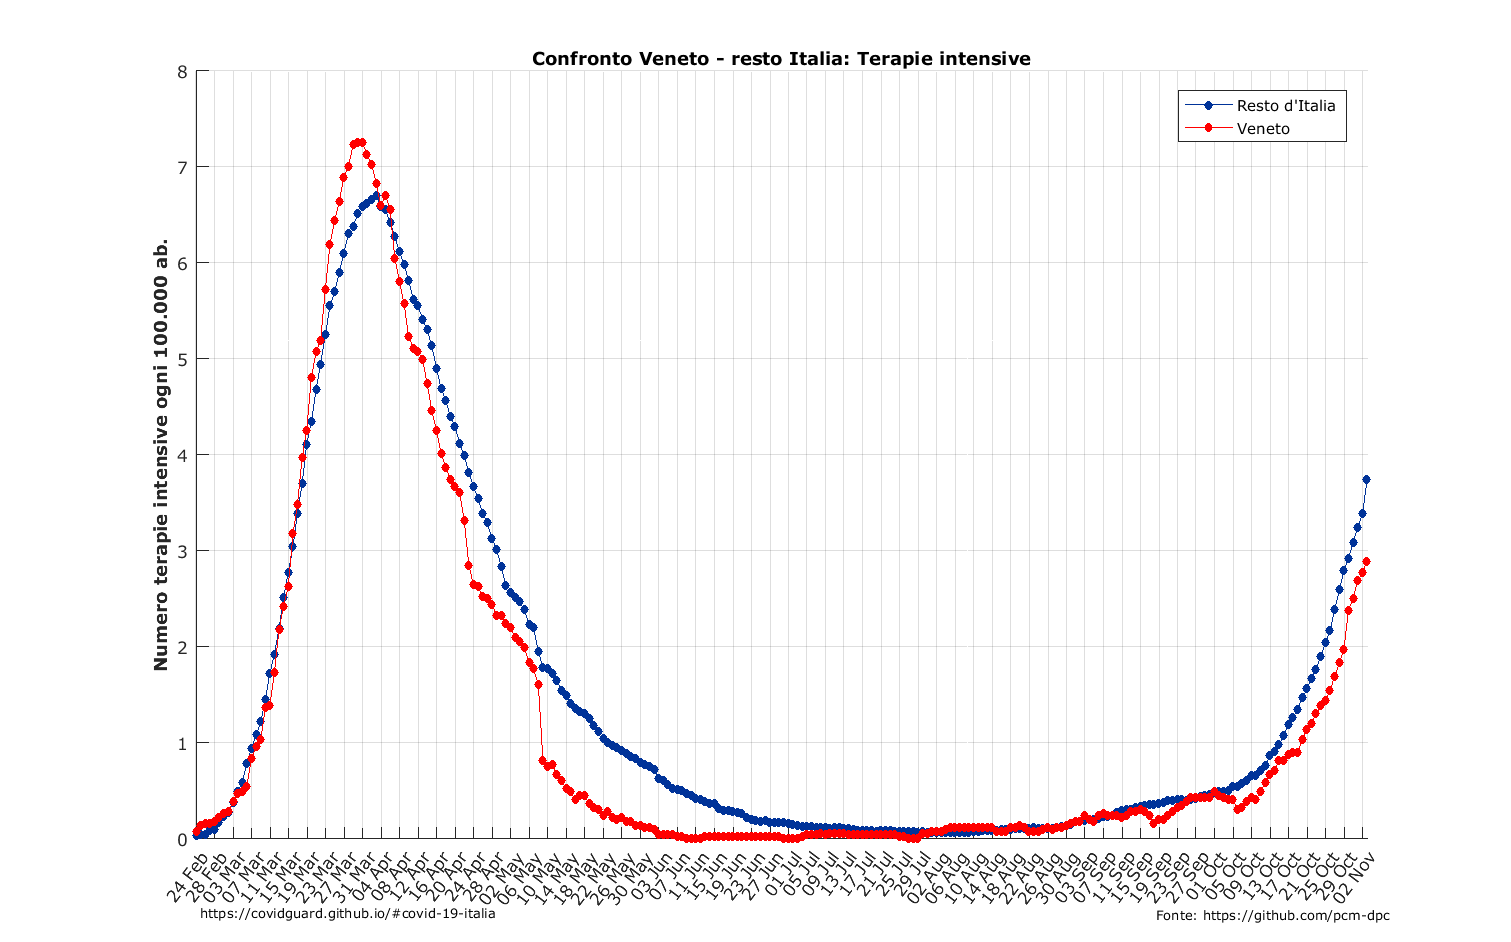 Confronto Veneto - resto Italia: Terapie intensive
Numero terapie intensive ogni 100.000 ab.
8
7
6
5
4
3
2
1
0
Resto d'Italia
Veneto
24 Feb
28 Feb
03 Mar
07 Mar
11 Mar
15 Mar
19 Mar
23 Mar
27 Mar
31 Mar
04 Apr
08 Apr
12 Apr
16 Apr
20 Apr
24 Apr
28 Apr
02 May
06 May
10 May
14 May
18 May
22 May
26 May
30 May
03 Jun
07 Jun
11 Jun
15 Jun
19 Jun
23 Jun
27 Jun
01 Jul
05 Jul
09 Jul
13 Jul
17 Jul
21 Jul
25 Jul
29 Jul
02 Aug
06 Aug
10 Aug
14 Aug
18 Aug
22 Aug
26 Aug
30 Aug
03 Sep
07 Sep
11 Sep
15 Sep
19 Sep
23 Sep
27 Sep
01 Oct
05 Oct
09 Oct
13 Oct
17 Oct
21 Oct
25 Oct
29 Oct
02 Nov
https://covidguard.github.io/#covid-19-italia
Fonte: https://github.com/pcm-dpc